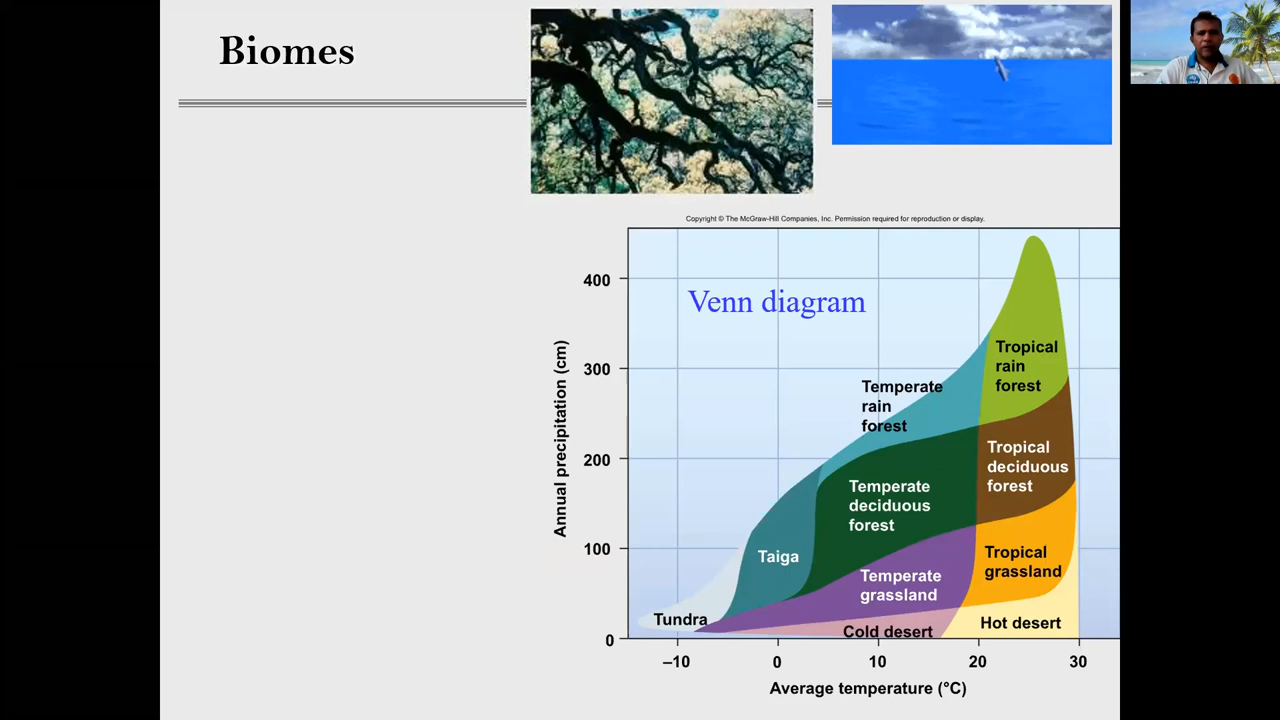 Biomes
Copyright © The McGraw-Hill Companies, Inc. Permission required for reproduction or display.
Venn diagram
Annual precipitation (cm)
400
300
200
100
0
Tropical
rain
forest
Temperate
rain
forest
Tropical
deciduous
forest
Temperate
deciduous
forest
Taiga
Tropical
grassland
Temperate
grassland
Tundra
Cold desert
Hot desert
–10
0
10
20
30
Average temperature (°C)